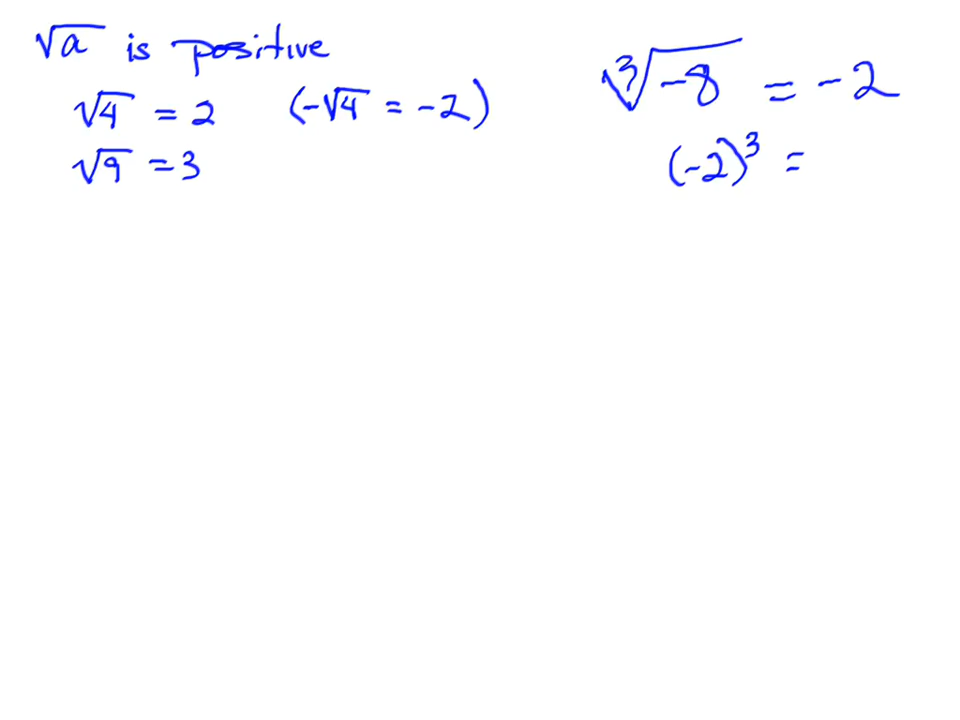 √a is positive
√4 = 2 (-√4 = -2)
√9 = 3
∛-8 = -2
(-2)³ =